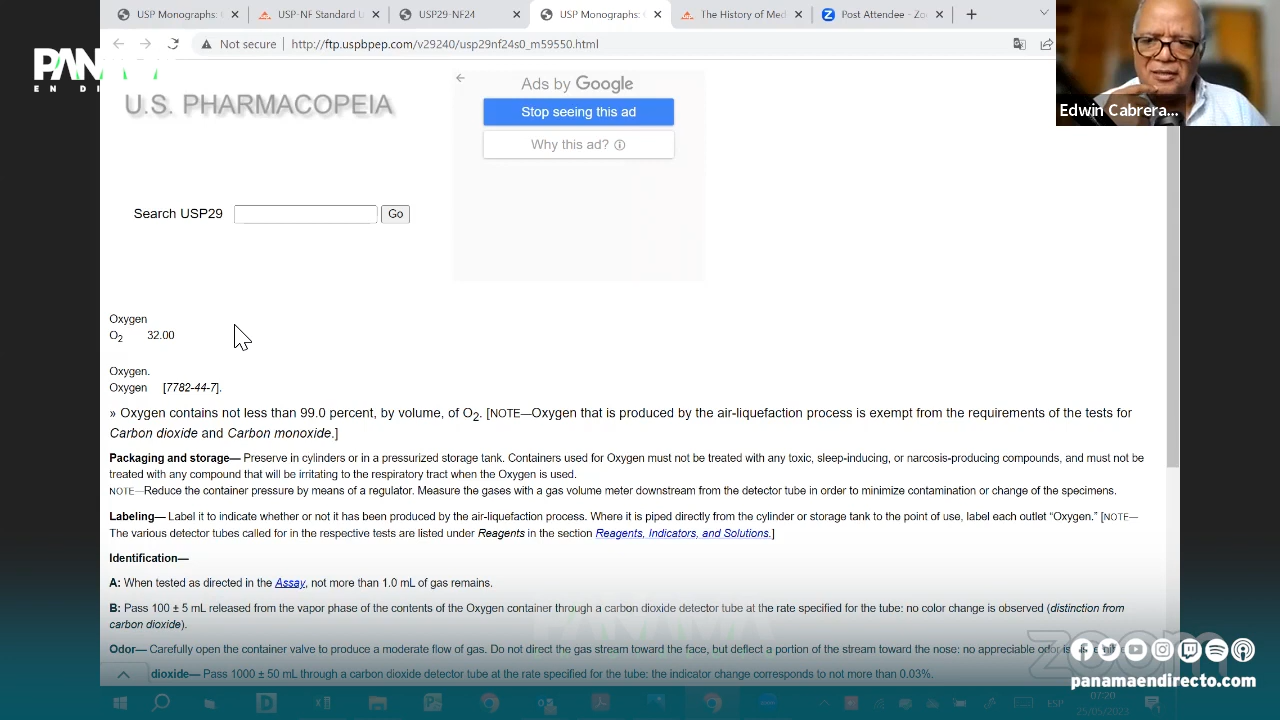 USP Monographs:
USP-NF Standard
USP29-NF24
USP Monographs:
The History of Med
Post Attendee - Zo
Not secure
http://ftp.uspbpep.com/v29240/usp29nf24s0_m59550.html
PANAMA
EN DI
Edwin Cabrera...
U.S. PHARMACOPEIA
Ads by Google
Stop seeing this ad
Why this ad?
Search USP29
Go
Oxygen
O2 32.00
Oxygen.
Oxygen [7782-44-7].
» Oxygen contains not less than 99.0 percent, by volume, of O2. [NOTE—Oxygen that is produced by the air-liquefaction process is exempt from the requirements of the tests for
Carbon dioxide and Carbon monoxide.]
Packaging and storage— Preserve in cylinders or in a pressurized storage tank. Containers used for Oxygen must not be treated with any toxic, sleep-inducing, or narcosis-producing compounds, and must not be
treated with any compound that will be irritating to the respiratory tract when the Oxygen is used.
NOTE—Reduce the container pressure by means of a regulator. Measure the gases with a gas volume meter downstream from the detector tube in order to minimize contamination or change of the specimens.
Labeling— Label it to indicate whether or not it has been produced by the air-liquefaction process. Where it is piped directly from the cylinder or storage tank to the point of use, label each outlet “Oxygen.” [NOTE—
The various detector tubes called for in the respective tests are listed under Reagents in the section Reagents, Indicators, and Solutions.]
Identification—
A: When tested as directed in the Assay, not more than 1.0 mL of gas remains.
B: Pass 100 ± 5 mL released from the vapor phase of the contents of the Oxygen container through a carbon dioxide detector tube at the rate specified for the tube: no color change is observed (distinction from
carbon dioxide).
Odor— Carefully open the container valve to produce a moderate flow of gas. Do not direct the gas stream toward the face, but deflect a portion of the stream toward the nose: no appreciable odor is
dioxide— Pass 1000 ± 50 mL through a carbon dioxide detector tube at the rate specified for the tube: the indicator change corresponds to not more than 0.03%.
zoom
panamaendirecto.com
ESP
07:20
25/05/2023